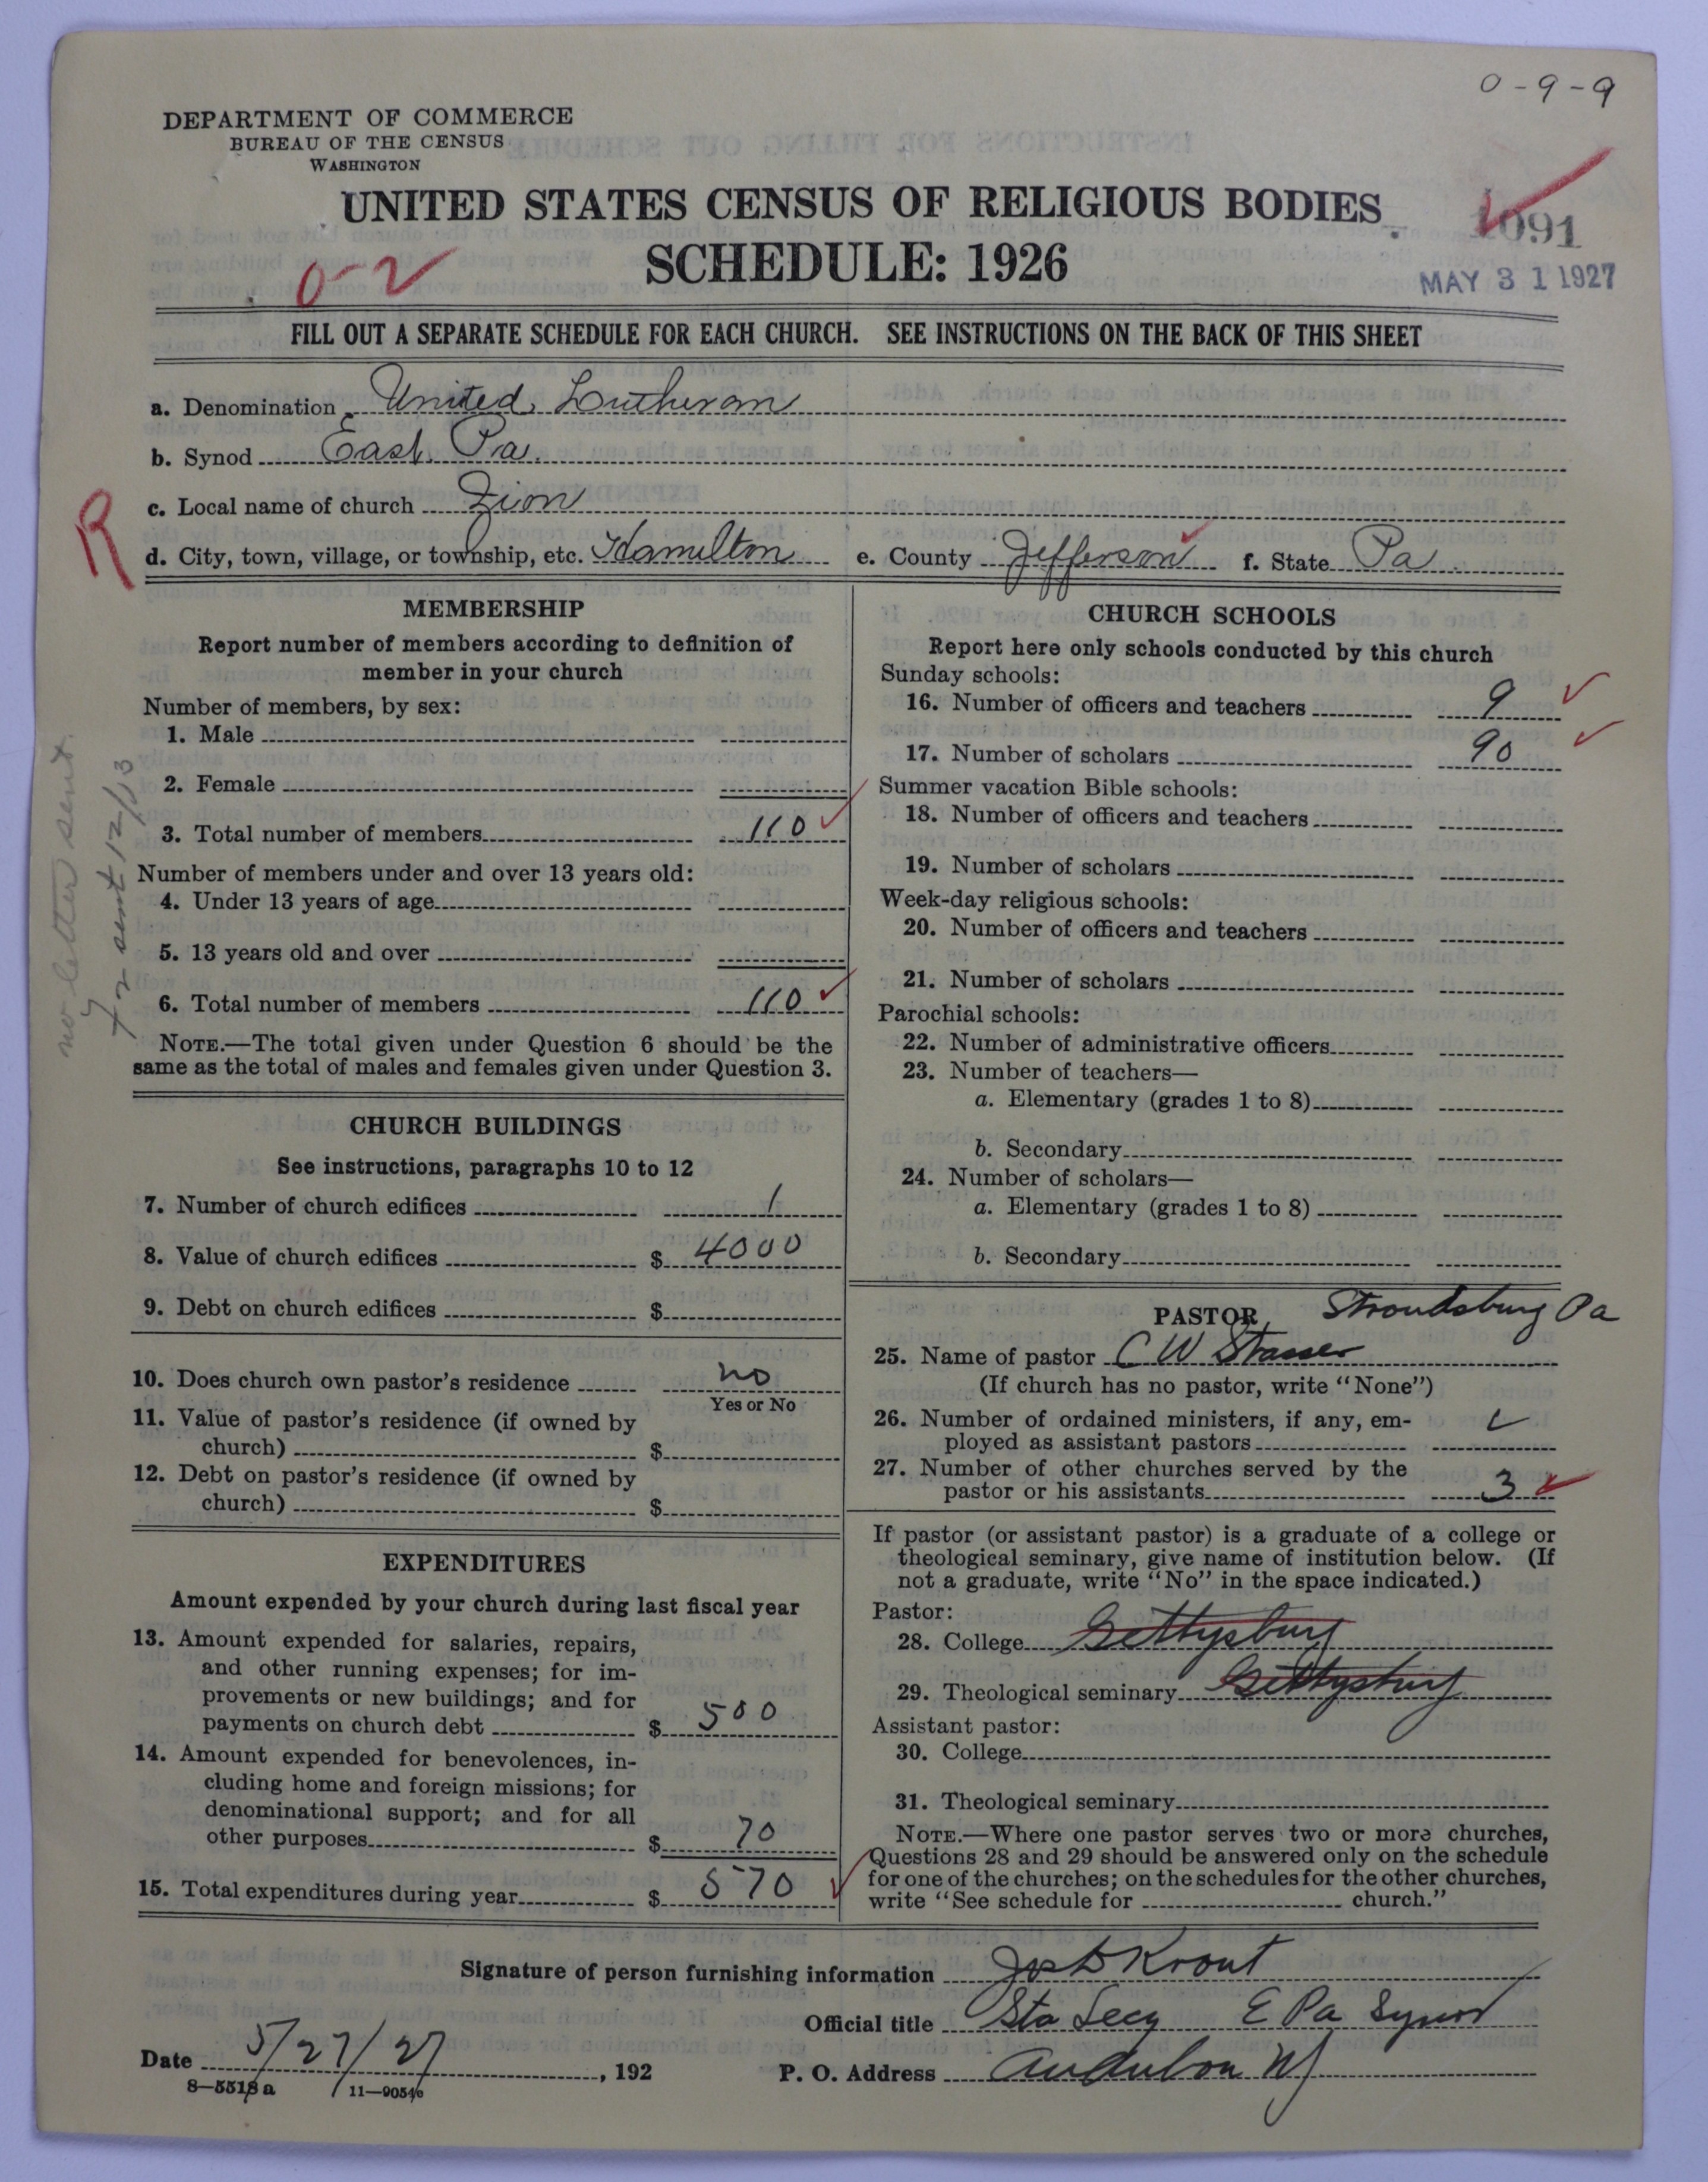 0-9-9
DEPARTMENT OF COMMERCE
BUREAU OF THE CENSUS
WASHINGTON
UNITED STATES CENSUS OF RELIGIOUS BODIES
1091
SCHEDULE: 1926
MAY 31 1927
0-2
FILL OUT A SEPARATE SCHEDULE FOR EACH CHURCH. SEE INSTRUCTIONS ON THE BACK OF THIS SHEET
a. Denomination United Lutheran
b. Synod East Pa.
c. Local name of church Zion
R
d. City, town, village, or township, etc. Hamilton e. County Jefferson f. State Pa.
MEMBERSHIP
Report number of members according to definition of
member in your church
Number of members, by sex:
1. Male
2. Female
3. Total number of members 110
Number of members under and over 13 years old:
4. Under 13 years of age
5. 13 years old and over
6. Total number of members 110
NOTE.—The total given under Question 6 should be the
same as the total of males and females given under Question 3.
no letter sent
sent 12/13
CHURCH BUILDINGS
See instructions, paragraphs 10 to 12
7. Number of church edifices 1
8. Value of church edifices $ 4000
9. Debt on church edifices $
10. Does church own pastor's residence no
Yes or No
11. Value of pastor's residence (if owned by
church) $
12. Debt on pastor's residence (if owned by
church) $
EXPENDITURES
Amount expended by your church during last fiscal year
13. Amount expended for salaries, repairs,
and other running expenses; for im-
provements or new buildings; and for
payments on church debt $ 500
14. Amount expended for benevolences, in-
cluding home and foreign missions; for
denominational support; and for all
other purposes $ 70
15. Total expenditures during year $ 570
CHURCH SCHOOLS
Report here only schools conducted by this church
Sunday schools:
16. Number of officers and teachers 9
17. Number of scholars 90
Summer vacation Bible schools:
18. Number of officers and teachers
19. Number of scholars
Week-day religious schools:
20. Number of officers and teachers
21. Number of scholars
Parochial schools:
22. Number of administrative officers
23. Number of teachers—
a. Elementary (grades 1 to 8)
b. Secondary
24. Number of scholars—
a. Elementary (grades 1 to 8)
b. Secondary
PASTOR Stroudsburg Pa
25. Name of pastor C W Strasser
(If church has no pastor, write "None")
26. Number of ordained ministers, if any, em-
ployed as assistant pastors
27. Number of other churches served by the
pastor or his assistants 3
If pastor (or assistant pastor) is a graduate of a college or
theological seminary, give name of institution below. (If
not a graduate, write "No" in the space indicated.)
Pastor:
28. College Gettysburg
29. Theological seminary Gettysburg
Assistant pastor:
30. College
31. Theological seminary
NOTE.—Where one pastor serves two or more churches,
Questions 28 and 29 should be answered only on the schedule
for one of the churches; on the schedules for the other churches,
write "See schedule for church."
Signature of person furnishing information Jos D Krout
Official title Sta Secy E Pa Synod
Date 5/27/27, 192
P. O. Address Audubon NJ
8—5518a 11—9054